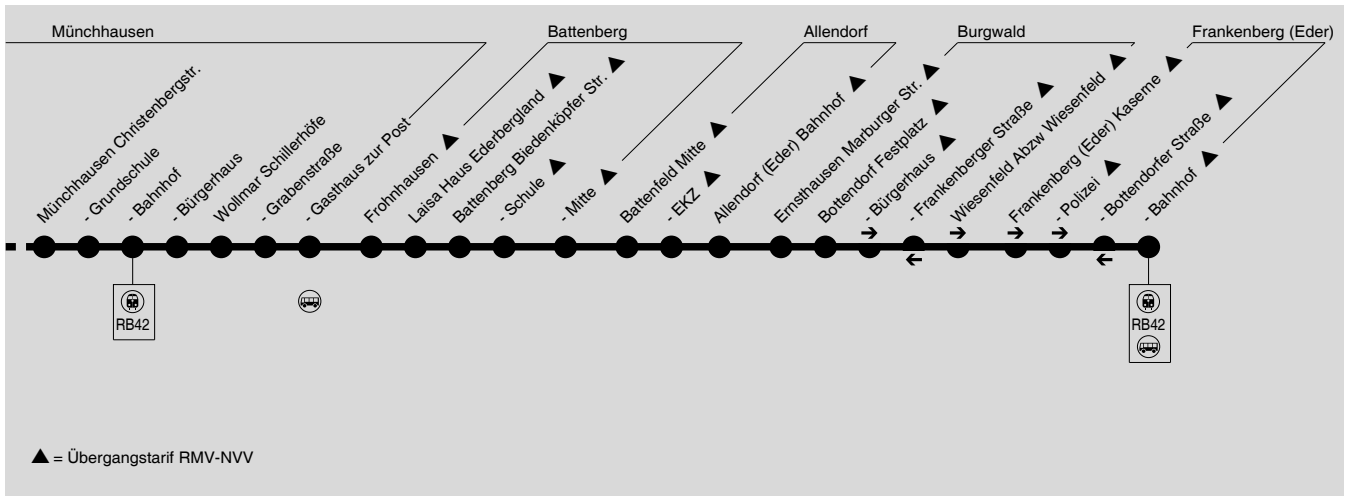 Münchhausen
Battenberg
Allendorf
Burgwald
Frankenberg (Eder)
Münchhausen Christenbergstr.
- Grundschule
- Bahnhof
- Bürgerhaus
Wollmar Schillerhöfe
- Grabenstraße
- Gasthaus zur Post
Frohnhausen ▲
Laisa Haus Ederbergland ▲
Battenberg Biedenköpfer Str. ▲
- Schule ▲
- Mitte ▲
Battenfeld Mitte ▲
- EKZ ▲
Allendorf (Eder) Bahnhof ▲
Ernsthausen Marburger Str. ▲
Bottendorf Festplatz ▲
- Bürgerhaus ▲
- Frankenberger Straße ▲
Wiesenfeld Abzw Wiesenfeld ▲
Frankenberg (Eder) Kaserne ▲
- Polizei ▲
- Bottendorfer Straße ▲
- Bahnhof ▲
RB42
RB42
▲ = Übergangstarif RMV-NVV